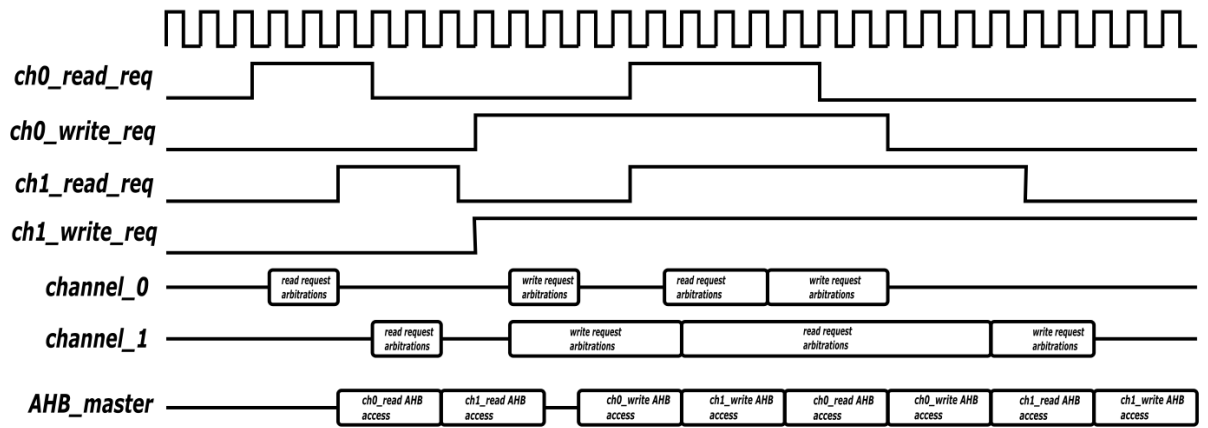 ch0_read_req
ch0_write_req
ch1_read_req
ch1_write_req
channel_0
read request
arbitrations
write request
arbitrations
read request
arbitrations
write request
arbitrations
channel_1
read request
arbitrations
write request
arbitrations
read request
arbitrations
write request
arbitrations
AHB_master
ch0_read AHB
access
ch1_read AHB
access
ch0_write AHB
access
ch1_write AHB
access
ch0_read AHB
access
ch0_write AHB
access
ch1_read AHB
access
ch1_write AHB
access